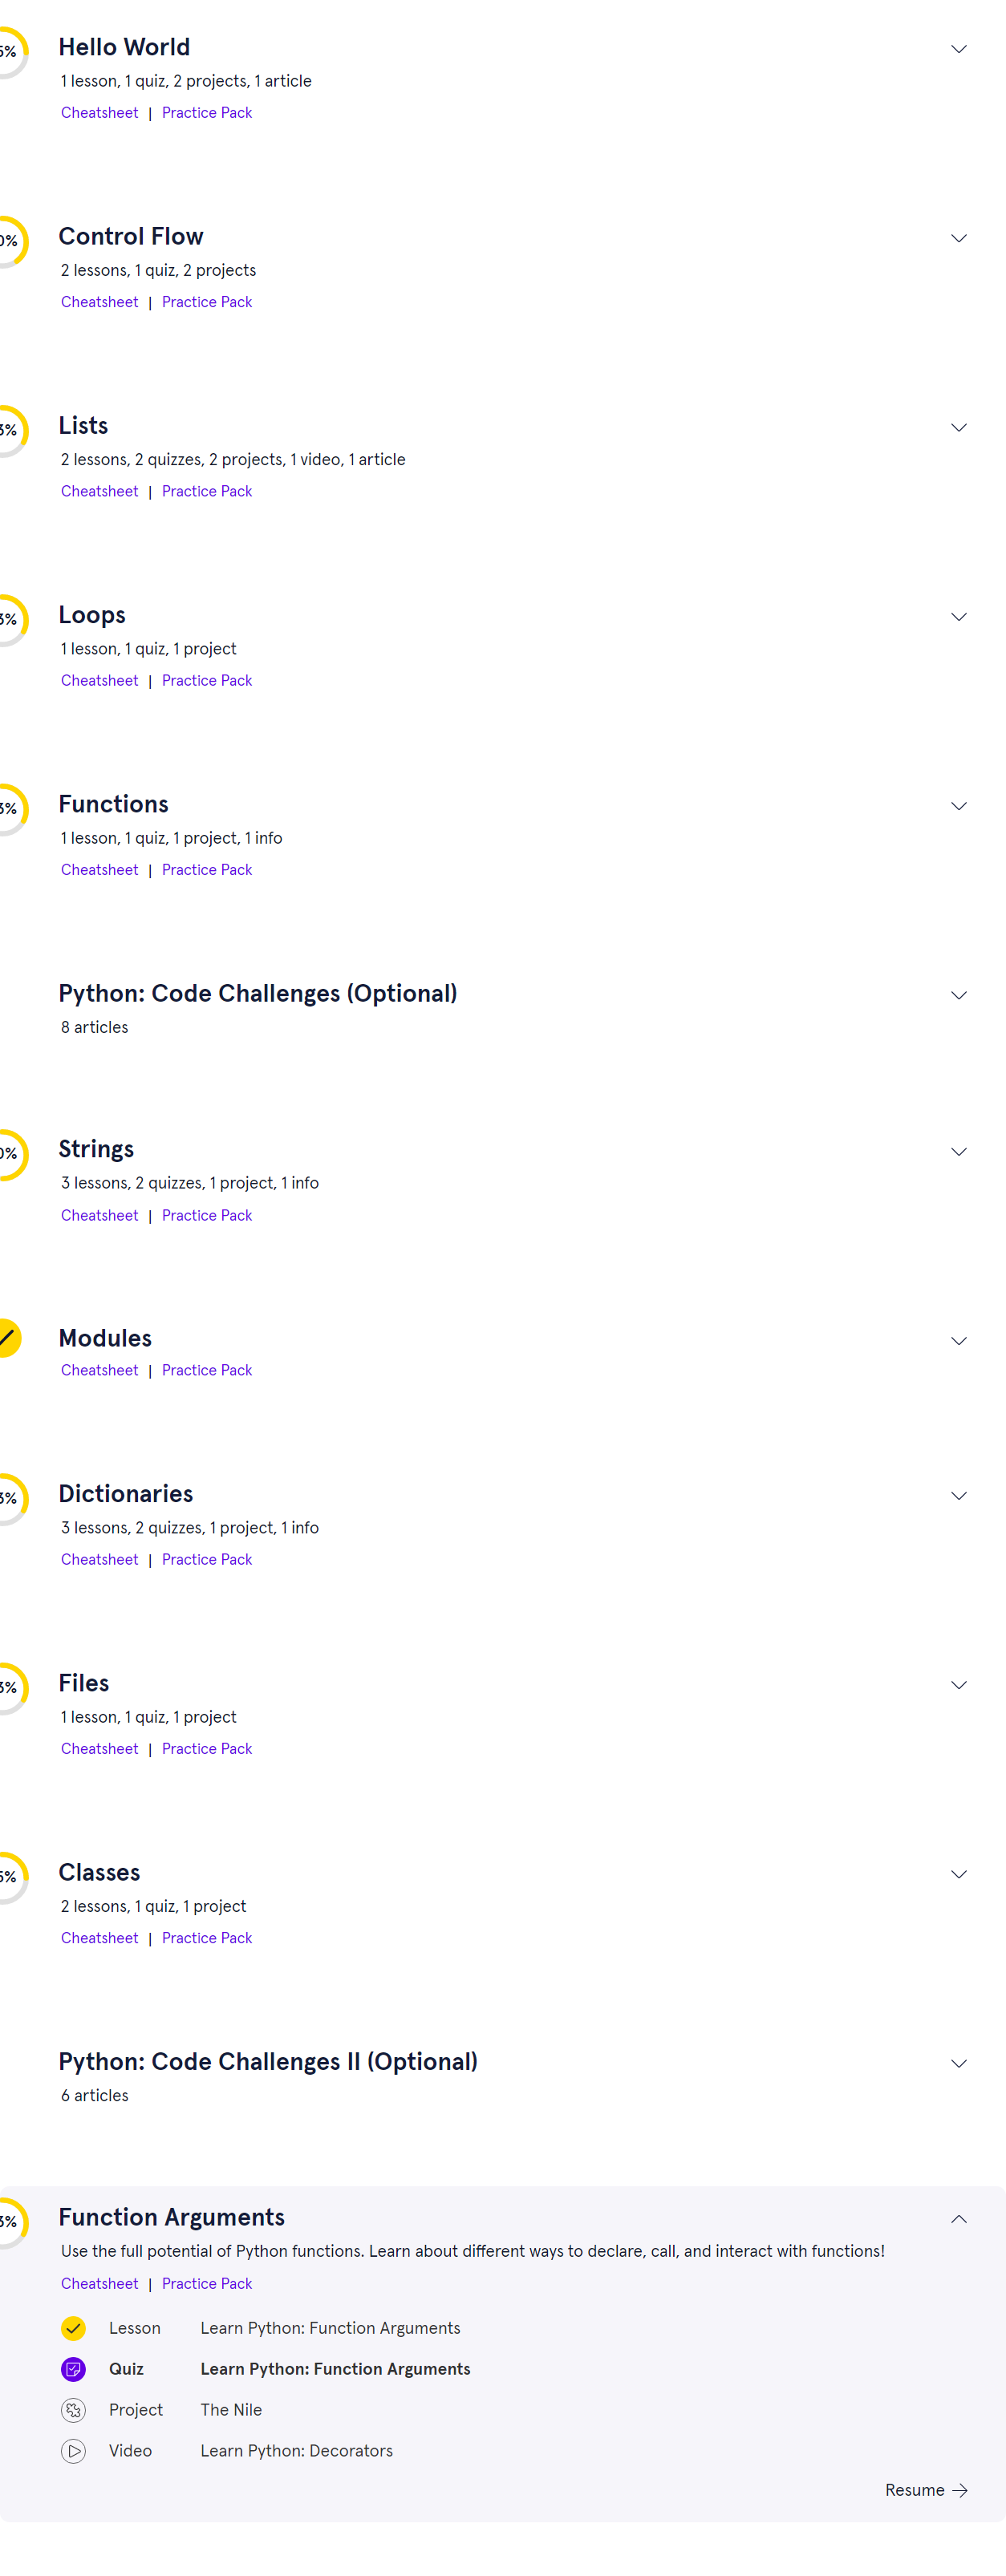 5%
Hello World
1 lesson, 1 quiz, 2 projects, 1 article
Cheatsheet | Practice Pack
0%
Control Flow
2 lessons, 1 quiz, 2 projects
Cheatsheet | Practice Pack
3%
Lists
2 lessons, 2 quizzes, 2 projects, 1 video, 1 article
Cheatsheet | Practice Pack
3%
Loops
1 lesson, 1 quiz, 1 project
Cheatsheet | Practice Pack
3%
Functions
1 lesson, 1 quiz, 1 project, 1 info
Cheatsheet | Practice Pack
Python: Code Challenges (Optional)
8 articles
0%
Strings
3 lessons, 2 quizzes, 1 project, 1 info
Cheatsheet | Practice Pack
Modules
Cheatsheet | Practice Pack
3%
Dictionaries
3 lessons, 2 quizzes, 1 project, 1 info
Cheatsheet | Practice Pack
3%
Files
1 lesson, 1 quiz, 1 project
Cheatsheet | Practice Pack
5%
Classes
2 lessons, 1 quiz, 1 project
Cheatsheet | Practice Pack
Python: Code Challenges II (Optional)
6 articles
3%
Function Arguments
Use the full potential of Python functions. Learn about different ways to declare, call, and interact with functions!
Cheatsheet | Practice Pack
Lesson Learn Python: Function Arguments
Quiz Learn Python: Function Arguments
Project The Nile
Video Learn Python: Decorators
Resume